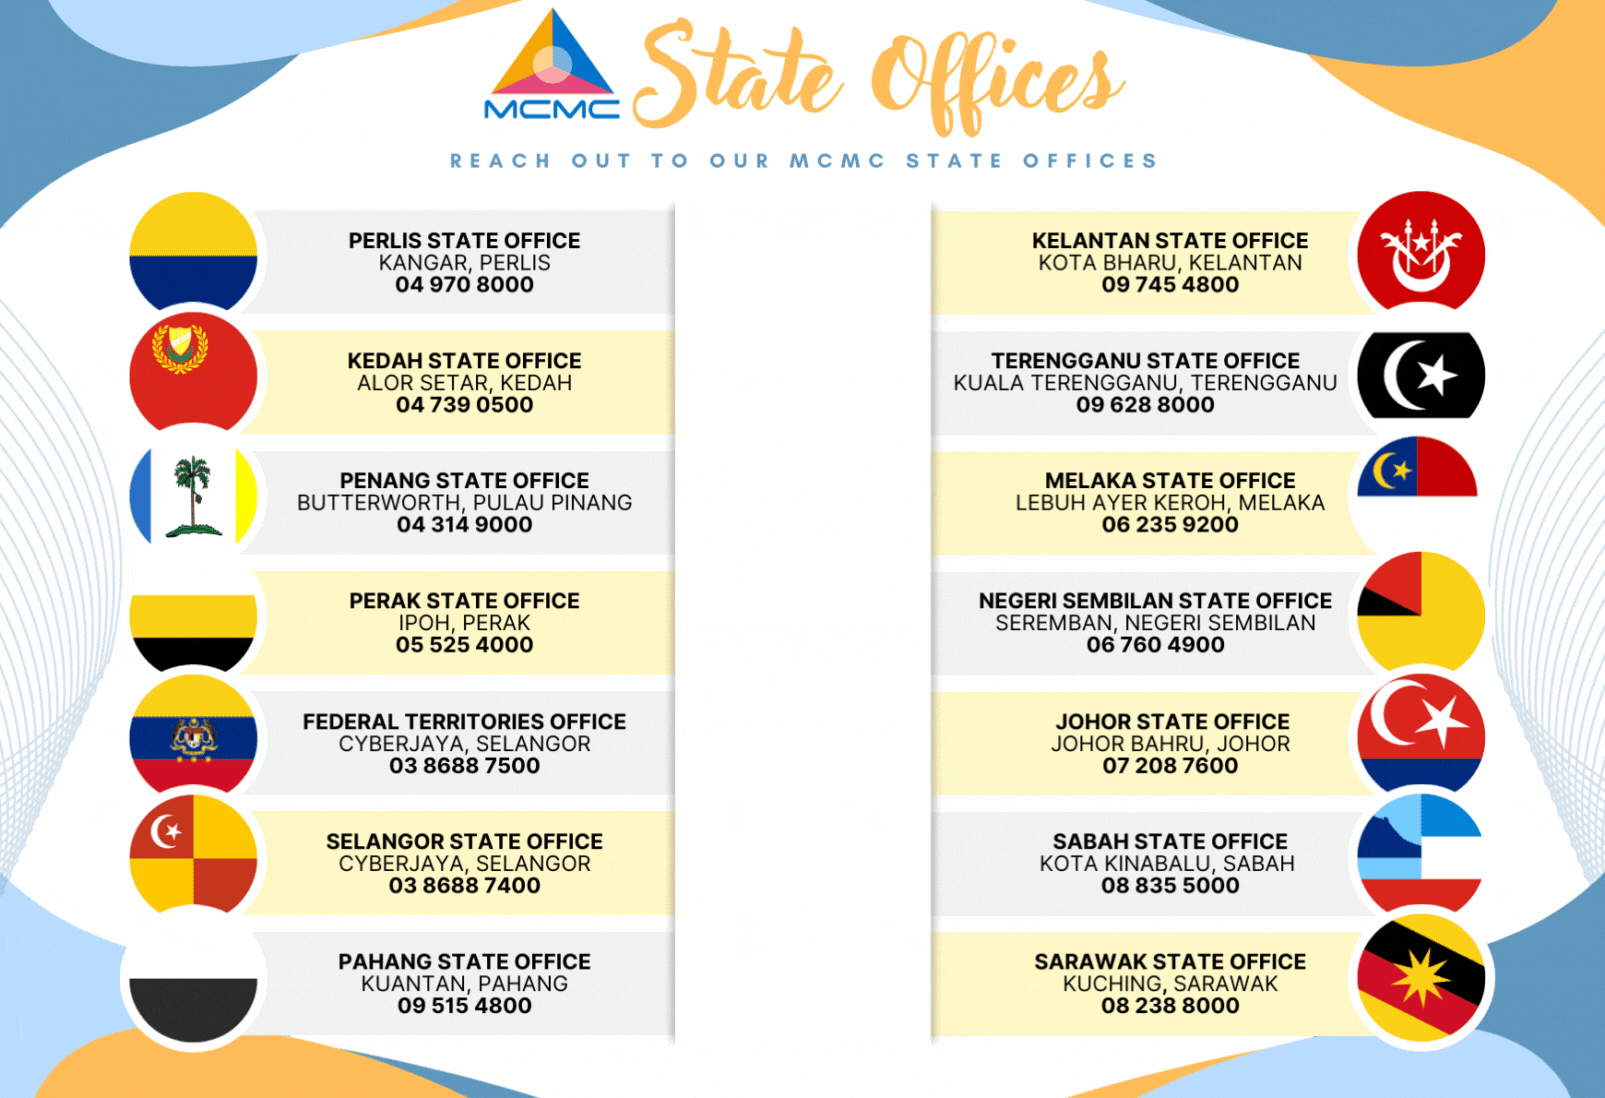 MCMC
State Offices
REACH OUT TO OUR MCMC STATE OFFICES
PERLIS STATE OFFICE
KANGAR, PERLIS
04 970 8000
KEDAH STATE OFFICE
ALOR SETAR, KEDAH
04 739 0500
PENANG STATE OFFICE
BUTTERWORTH, PULAU PINANG
04 314 9000
PERAK STATE OFFICE
IPOH, PERAK
05 525 4000
FEDERAL TERRITORIES OFFICE
CYBERJAYA, SELANGOR
03 8688 7500
SELANGOR STATE OFFICE
CYBERJAYA, SELANGOR
03 8688 7400
PAHANG STATE OFFICE
KUANTAN, PAHANG
09 515 4800
KELANTAN STATE OFFICE
KOTA BHARU, KELANTAN
09 745 4800
TERENGGANU STATE OFFICE
KUALA TERENGGANU, TERENGGANU
09 628 8000
MELAKA STATE OFFICE
LEBUH AYER KEROH, MELAKA
06 235 9200
NEGERI SEMBILAN STATE OFFICE
SEREMBAN, NEGERI SEMBILAN
06 760 4900
JOHOR STATE OFFICE
JOHOR BAHRU, JOHOR
07 208 7600
SABAH STATE OFFICE
KOTA KINABALU, SABAH
08 835 5000
SARAWAK STATE OFFICE
KUCHING, SARAWAK
08 238 8000